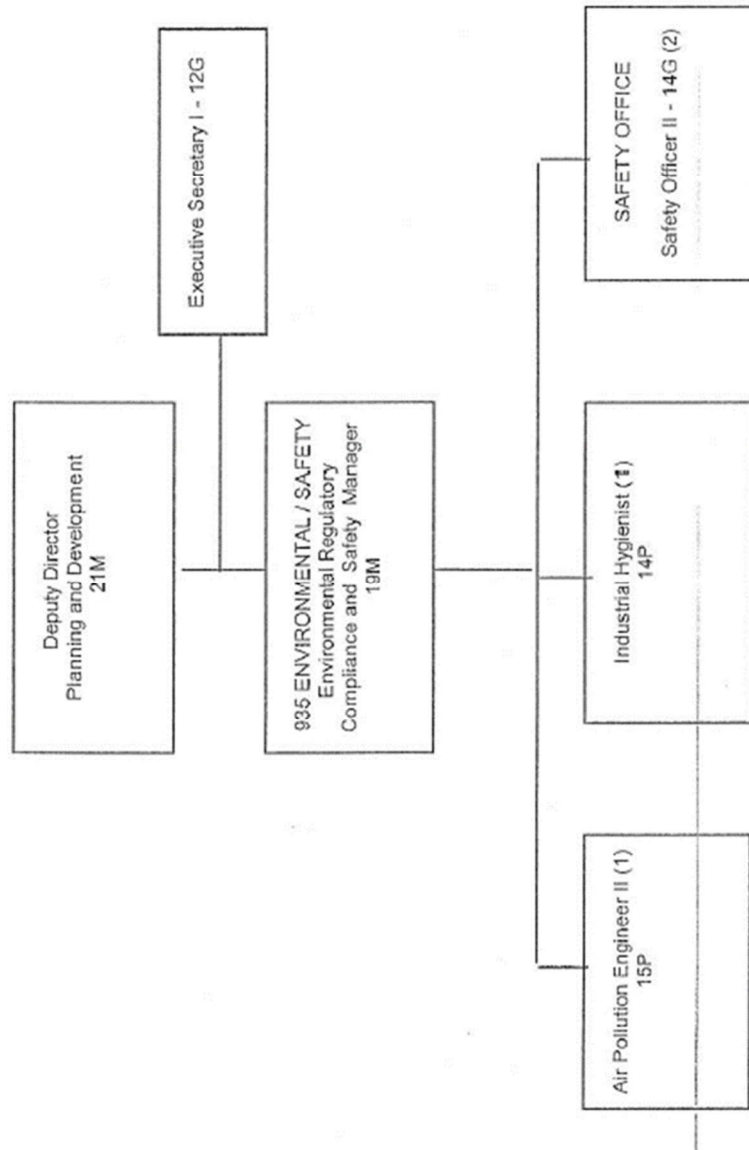 Deputy Director
Planning and Development
21M
Executive Secretary I - 12G
935 ENVIRONMENTAL / SAFETY
Environmental Regulatory
Compliance and Safety Manager
19M
Air Pollution Engineer II (1)
15P
Industrial Hygienist (1)
14P
SAFETY OFFICE
Safety Officer II - 14G (2)